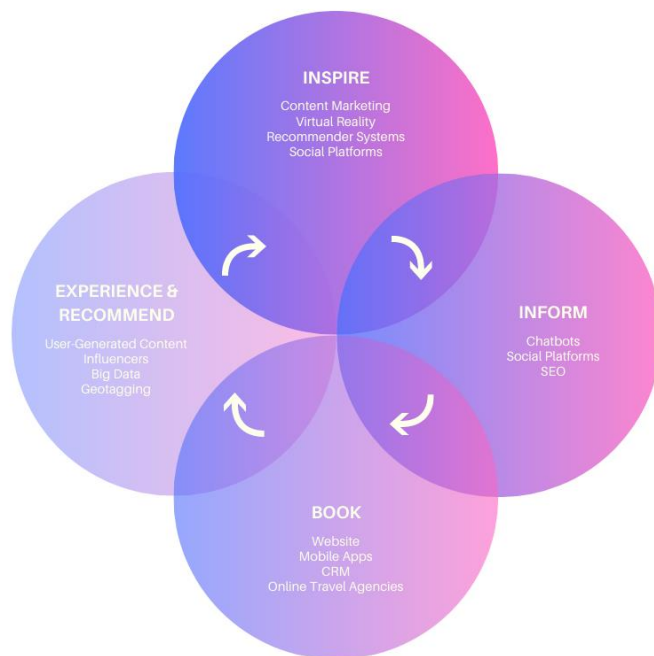 INSPIRE
Content Marketing
Virtual Reality
Recommender Systems
Social Platforms
EXPERIENCE &
RECOMMEND
User-Generated Content
Influencers
Big Data
Geotagging
INFORM
Chatbots
Social Platforms
SEO
BOOK
Website
Mobile Apps
CRM
Online Travel Agencies